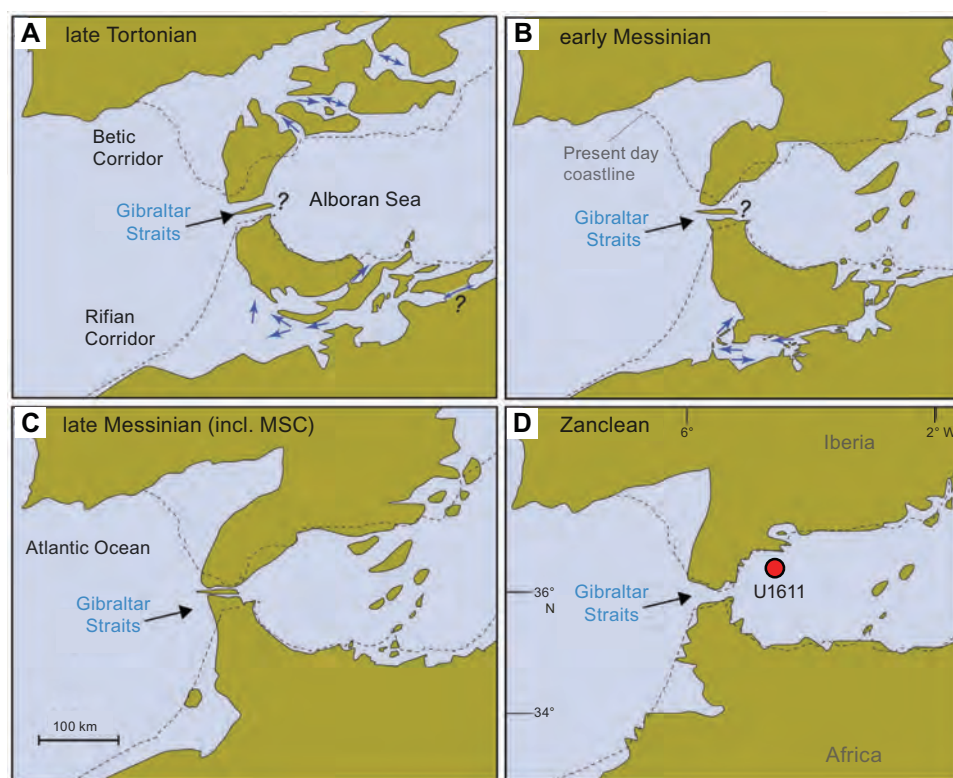 A late Tortonian
Betic
Corridor
Gibraltar
Straits
?
Alboran Sea
Rifian
Corridor
?
B early Messinian
Present day
coastline
Gibraltar
Straits
?
C late Messinian (incl. MSC)
Atlantic Ocean
Gibraltar
Straits
100 km
D Zanclean
6°
2° W
Iberia
U1611
36°
N
Gibraltar
Straits
34°
Africa